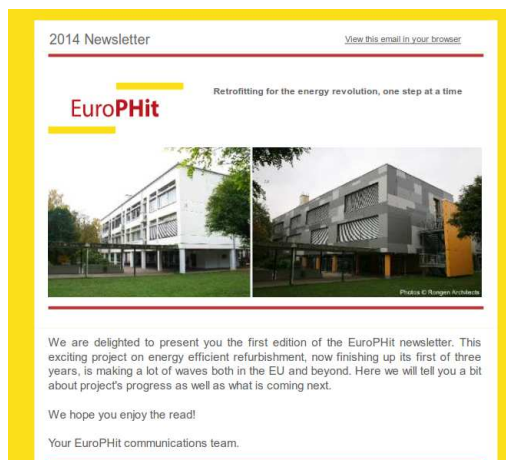 2014 Newsletter
View this email in your browser
Retrofitting for the energy revolution, one step at a time
EuroPHit
Photos © Rongen Architects
We are delighted to present you the first edition of the EuroPHit newsletter. This
exciting project on energy efficient refurbishment, now finishing up its first of three
years, is making a lot of waves both in the EU and beyond. Here we will tell you a bit
about project's progress as well as what is coming next.
We hope you enjoy the read!
Your EuroPHit communications team.